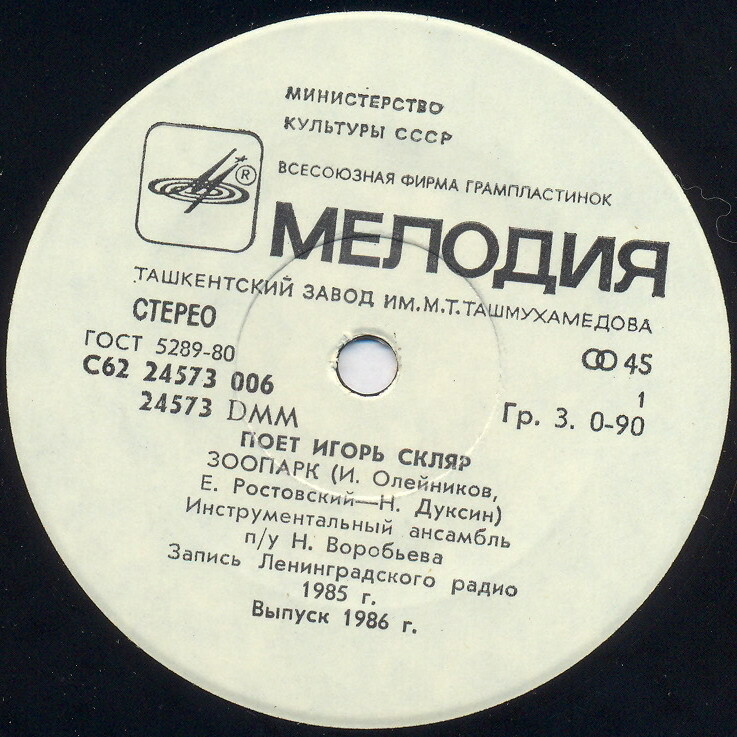 МИНИСТЕРСТВО
КУЛЬТУРЫ СССР
®
ВСЕСОЮЗНАЯ ФИРМА ГРАМПЛАСТИНОК
МЕЛОДИЯ
ТАШКЕНТСКИЙ ЗАВОД ИМ.М.Т.ТАШМУХАМЕДОВА
СТЕРЕО
ГОСТ 5289-80
45
С62 24573 006
1
24573 DMM
Гр. 3. 0-90
ПОЕТ ИГОРЬ СКЛЯР
ЗООПАРК (И. Олейников,
Е. Ростовский—Н. Дуксин)
Инструментальный ансамбль
п/у Н. Воробьева
Запись Ленинградского радио
1985 г.
Выпуск 1986 г.